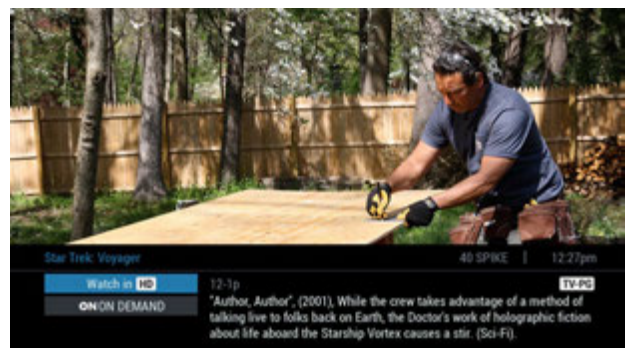 Star Trek: Voyager 40 SPIKE | 12:27pm
Watch in HD 12-1p TV-PG
ON ON DEMAND "Author, Author", (2001), While the crew takes advantage of a method of
talking live to folks back on Earth, the Doctor's work of holographic fiction
about life aboard the Starship Vortex causes a stir. (Sci-Fi).